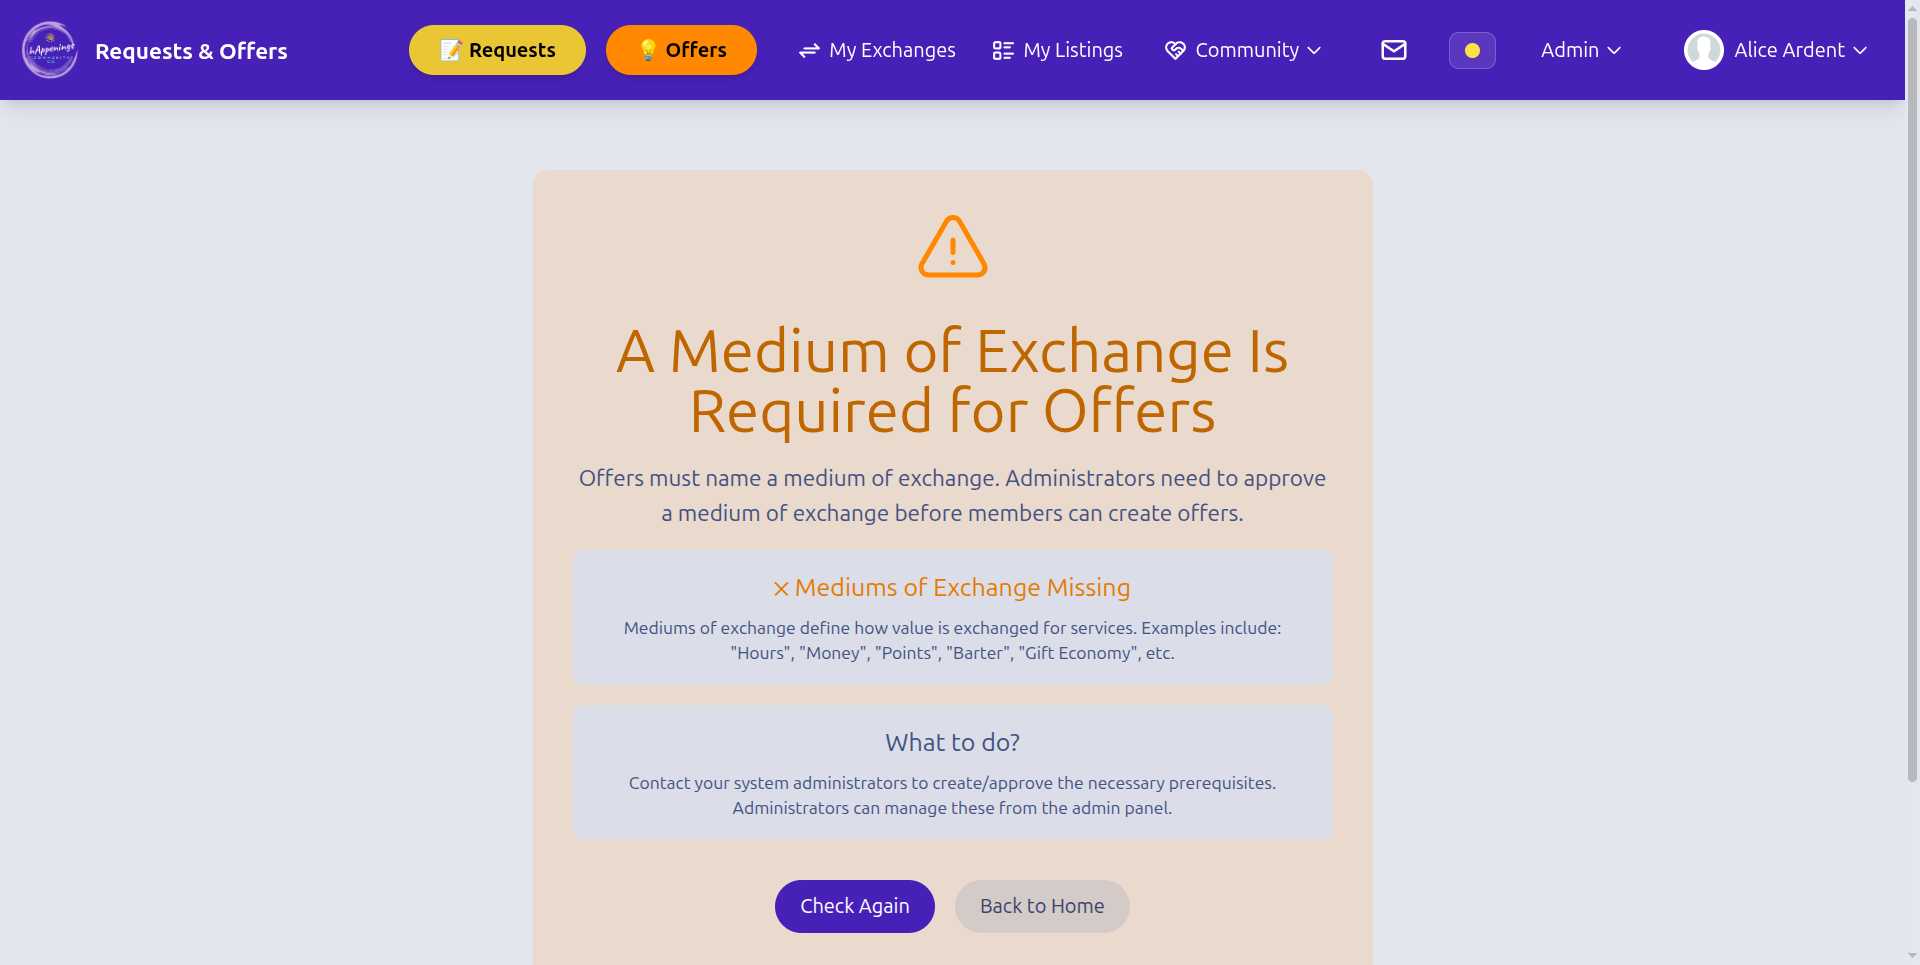 hAppenings
COMMUNITY
Requests & Offers
📝 Requests
💡 Offers
My Exchanges
My Listings
Community
Admin
Alice Ardent
A Medium of Exchange Is
Required for Offers
Offers must name a medium of exchange. Administrators need to approve
a medium of exchange before members can create offers.
Mediums of Exchange Missing
Mediums of exchange define how value is exchanged for services. Examples include:
"Hours", "Money", "Points", "Barter", "Gift Economy", etc.
What to do?
Contact your system administrators to create/approve the necessary prerequisites.
Administrators can manage these from the admin panel.
Check Again
Back to Home